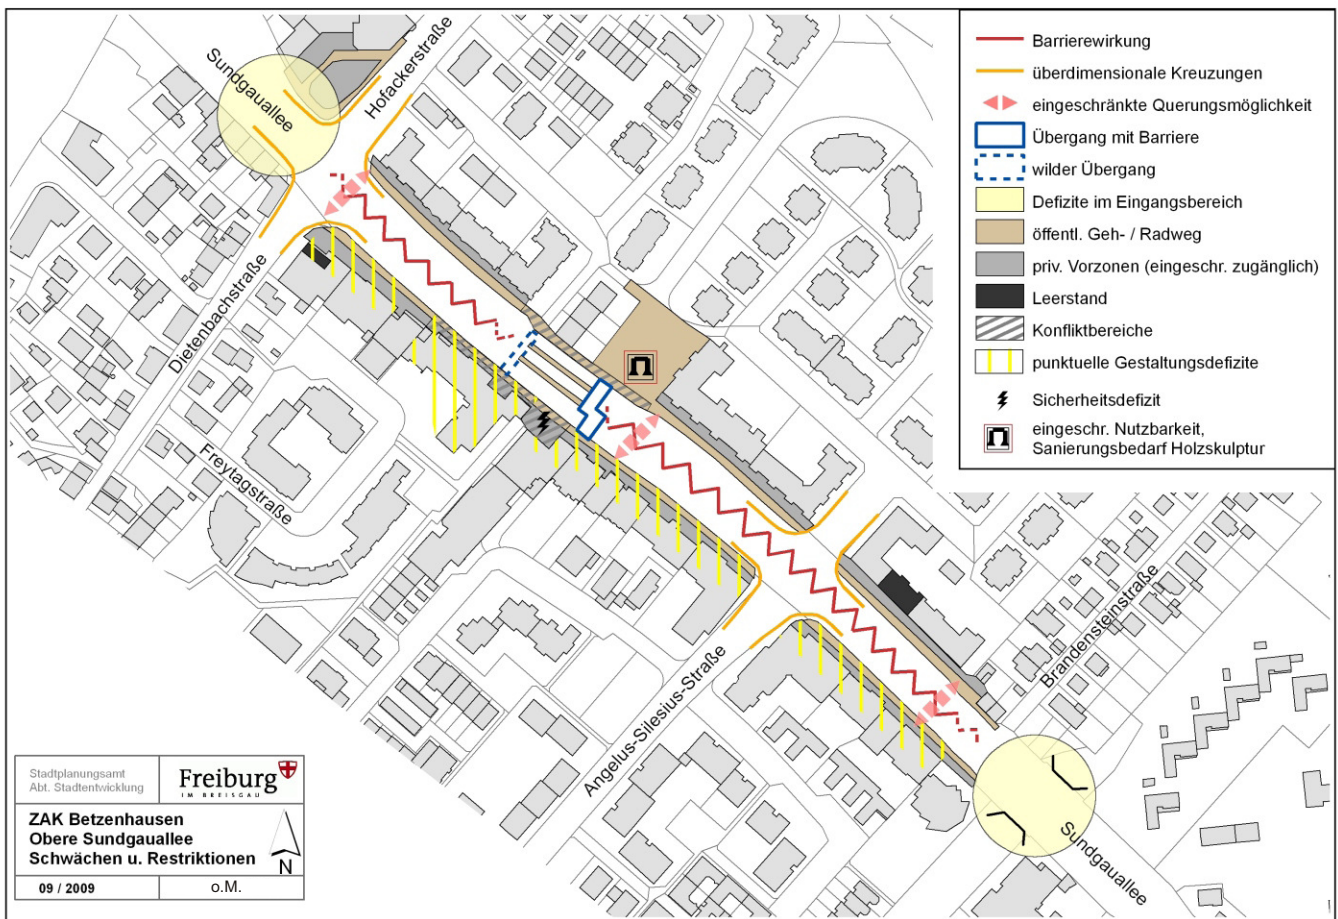 Sundgauallee
Hofackerstraße
Dietenbachstraße
Freytagstraße
Angelus-Silesius-Straße
Brandensteinstraße
Sundgauallee
Barrierewirkung
überdimensionale Kreuzungen
eingeschränkte Querungsmöglichkeit
Übergang mit Barriere
wilder Übergang
Defizite im Eingangsbereich
öffentl. Geh- / Radweg
priv. Vorzonen (eingeschr. zugänglich)
Leerstand
Konfliktbereiche
punktuelle Gestaltungsdefizite
Sicherheitsdefizit
eingeschr. Nutzbarkeit,
Sanierungsbedarf Holzskulptur
Stadtplanungsamt
Abt. Stadtentwicklung
Freiburg
IM BREISGAU
ZAK Betzenhausen
Obere Sundgauallee
Schwächen u. Restriktionen
N
09 / 2009
o.M.